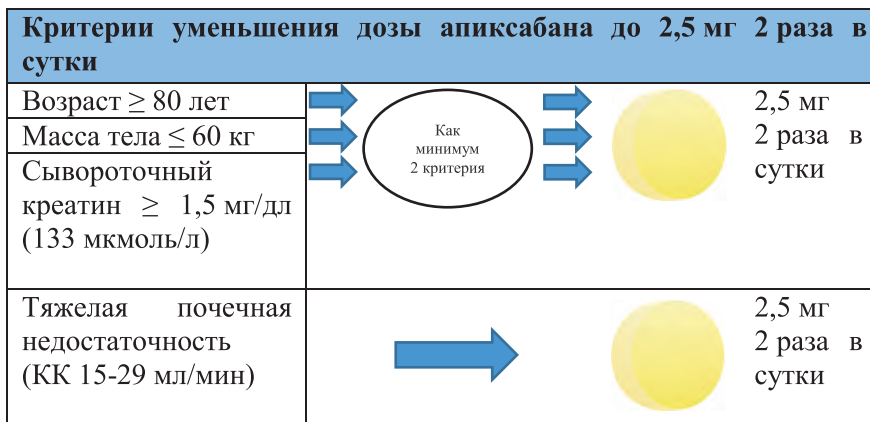 Критерии уменьшения дозы апиксабана до 2,5 мг 2 раза в
сутки
Возраст ≥ 80 лет
Масса тела ≤ 60 кг
Сывороточный
креатин ≥ 1,5 мг/дл
(133 мкмоль/л)
Как
минимум
2 критерия
2,5 мг
2 раза в
сутки
Тяжелая почечная
недостаточность
(КК 15-29 мл/мин)
2,5 мг
2 раза в
сутки